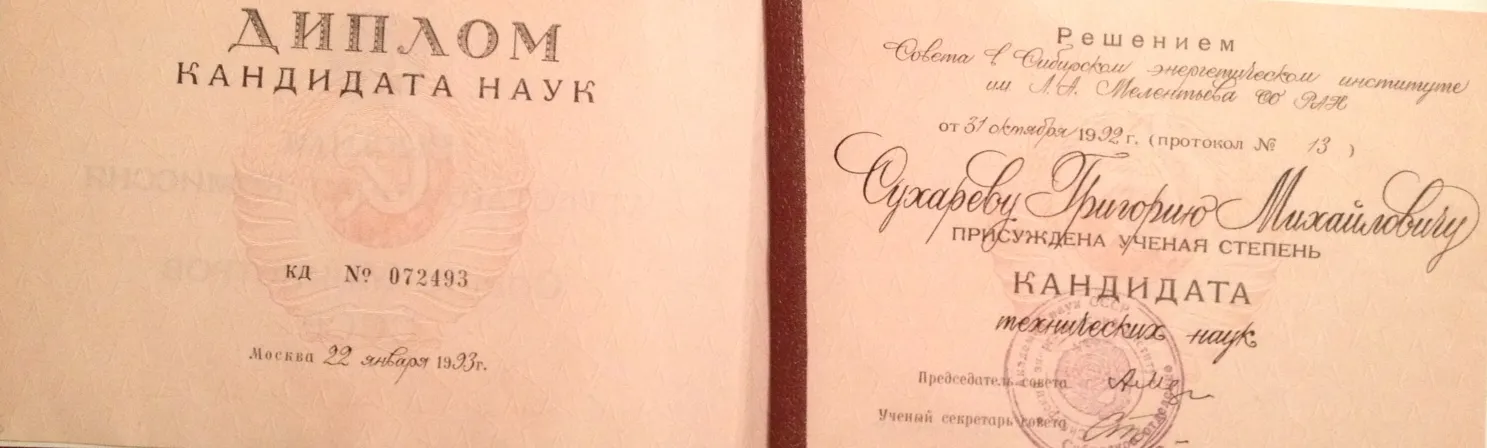 ДИПЛОМ
КАНДИДАТА НАУК
КД № 072493
Москва 22 января 1993г.
Решением
Совета в Сибирском энергетическом институте
им Л.А. Мелентьева СО РАН
от 31 октября 1992 г. (протокол № 13 )
Сухареву Григорию Михайловичу
ПРИСУЖДЕНА УЧЕНАЯ СТЕПЕНЬ
КАНДИДАТА
технических наук
Председатель совета
Ученый секретарь совета